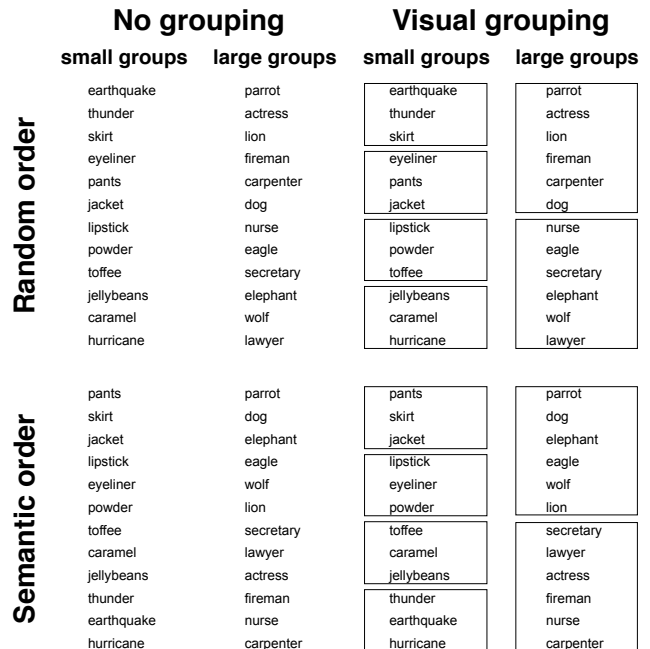 No grouping Visual grouping
small groups large groups small groups large groups
Random order
earthquake parrot earthquake parrot
thunder actress thunder actress
skirt lion skirt lion
eyeliner fireman eyeliner fireman
pants carpenter pants carpenter
jacket dog jacket dog
lipstick nurse lipstick nurse
powder eagle powder eagle
toffee secretary toffee secretary
jellybeans elephant jellybeans elephant
caramel wolf caramel wolf
hurricane lawyer hurricane lawyer
Semantic order
pants parrot pants parrot
skirt dog skirt dog
jacket elephant jacket elephant
lipstick eagle lipstick eagle
eyeliner wolf eyeliner wolf
powder lion powder lion
toffee secretary toffee secretary
caramel lawyer caramel lawyer
jellybeans actress jellybeans actress
thunder fireman thunder fireman
earthquake nurse earthquake nurse
hurricane carpenter hurricane carpenter